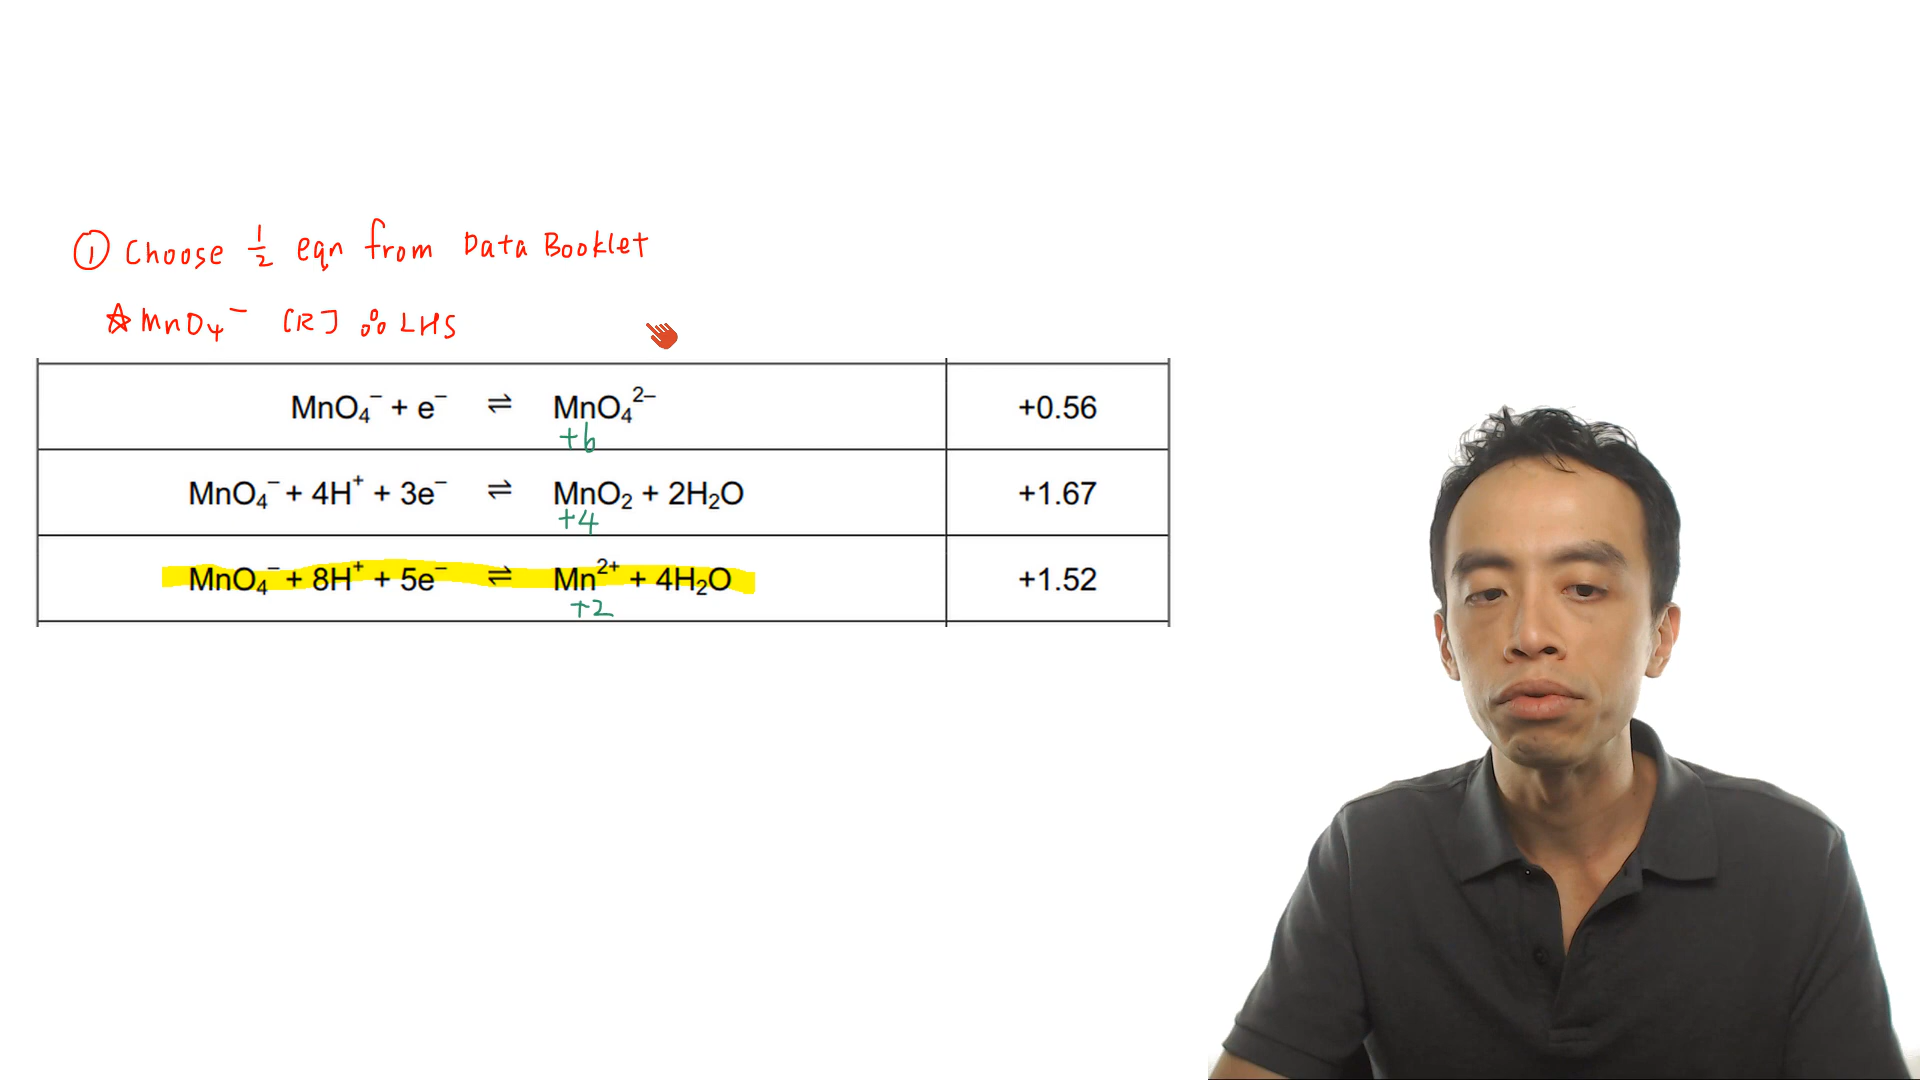 ① Choose ½ eqn from Data Booklet
☆ MnO₄⁻ [R] ∴ LHS
MnO₄⁻ + e⁻ ⇌ MnO₄²⁻ +0.56
+6
MnO₄⁻ + 4H⁺ + 3e⁻ ⇌ MnO₂ + 2H₂O +1.67
+4
MnO₄⁻ + 8H⁺ + 5e⁻ ⇌ Mn²⁺ + 4H₂O +1.52
+2